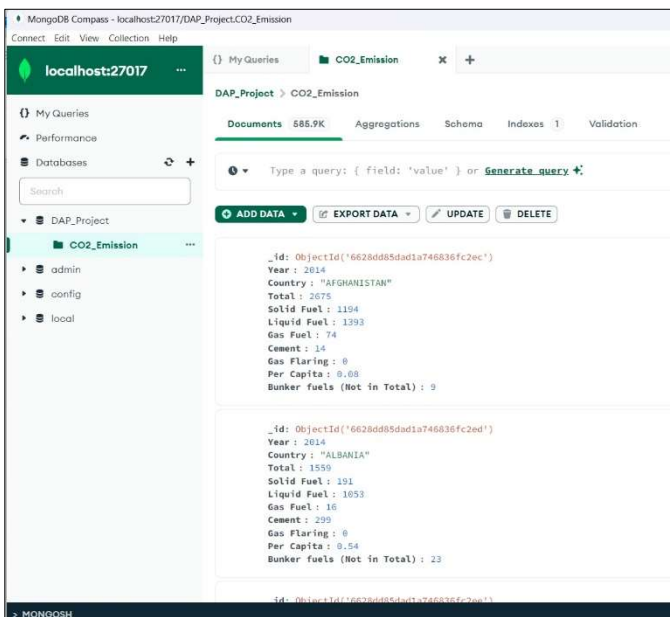 MongoDB Compass - localhost:27017/DAP_Project.CO2_Emission
Connect Edit View Collection Help
localhost:27017 ...
{} My Queries
CO2_Emission
DAP_Project > CO2_Emission
Documents 585.9K Aggregations Schema Indexes 1 Validation
{} My Queries
Performance
Databases
Search
DAP_Project
CO2_Emission ...
admin
config
local
Type a query: { field: 'value' } or Generate query
ADD DATA EXPORT DATA UPDATE DELETE
_id: ObjectId('6628dd85dad1a746836fc2ec')
Year : 2014
Country : "AFGHANISTAN"
Total : 2675
Solid Fuel : 1194
Liquid Fuel : 1393
Gas Fuel : 74
Cement : 14
Gas Flaring : 0
Per Capita : 0.08
Bunker fuels (Not in Total) : 9
_id: ObjectId('6628dd85dad1a746836fc2ed')
Year : 2014
Country : "ALBANIA"
Total : 1559
Solid Fuel : 191
Liquid Fuel : 1053
Gas Fuel : 16
Cement : 299
Gas Flaring : 0
Per Capita : 0.54
Bunker fuels (Not in Total) : 23
_id: ObjectId('6628dd85dad1a746836fc2ee')
> MONGOSH